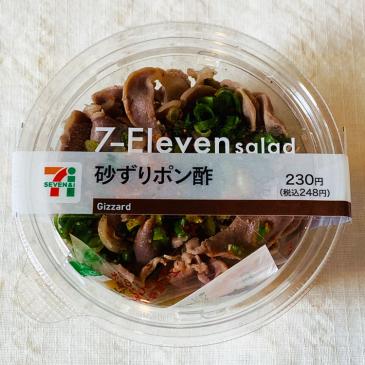 7-Eleven salad
砂ずりポン酢
230円
(税込248円)
7
SEVEN&i
Gizzard